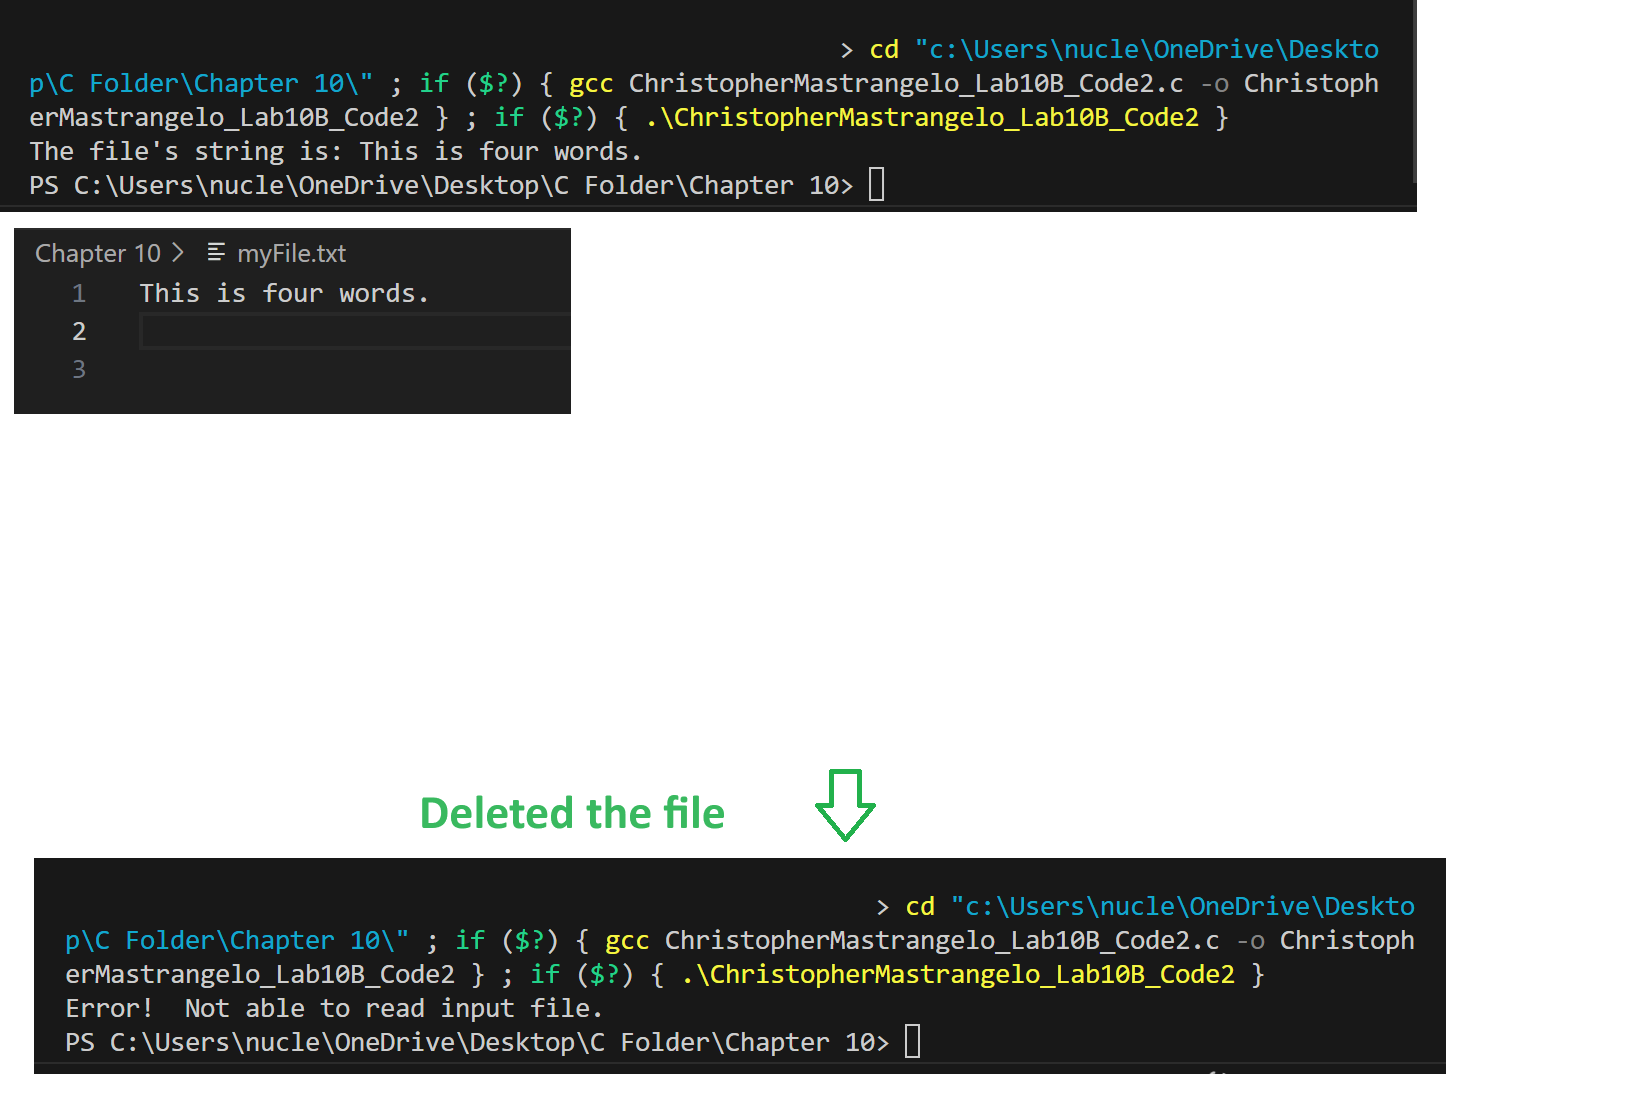 > cd "c:\Users\nucle\OneDrive\Deskto
p\C Folder\Chapter 10\" ; if ($?) { gcc ChristopherMastrangelo_Lab10B_Code2.c -o Christoph
erMastrangelo_Lab10B_Code2 } ; if ($?) { .\ChristopherMastrangelo_Lab10B_Code2 }
The file's string is: This is four words.
PS C:\Users\nucle\OneDrive\Desktop\C Folder\Chapter 10>
Chapter 10 > myFile.txt
1 This is four words.
2
3
Deleted the file
> cd "c:\Users\nucle\OneDrive\Deskto
p\C Folder\Chapter 10\" ; if ($?) { gcc ChristopherMastrangelo_Lab10B_Code2.c -o Christoph
erMastrangelo_Lab10B_Code2 } ; if ($?) { .\ChristopherMastrangelo_Lab10B_Code2 }
Error!  Not able to read input file.
PS C:\Users\nucle\OneDrive\Desktop\C Folder\Chapter 10>